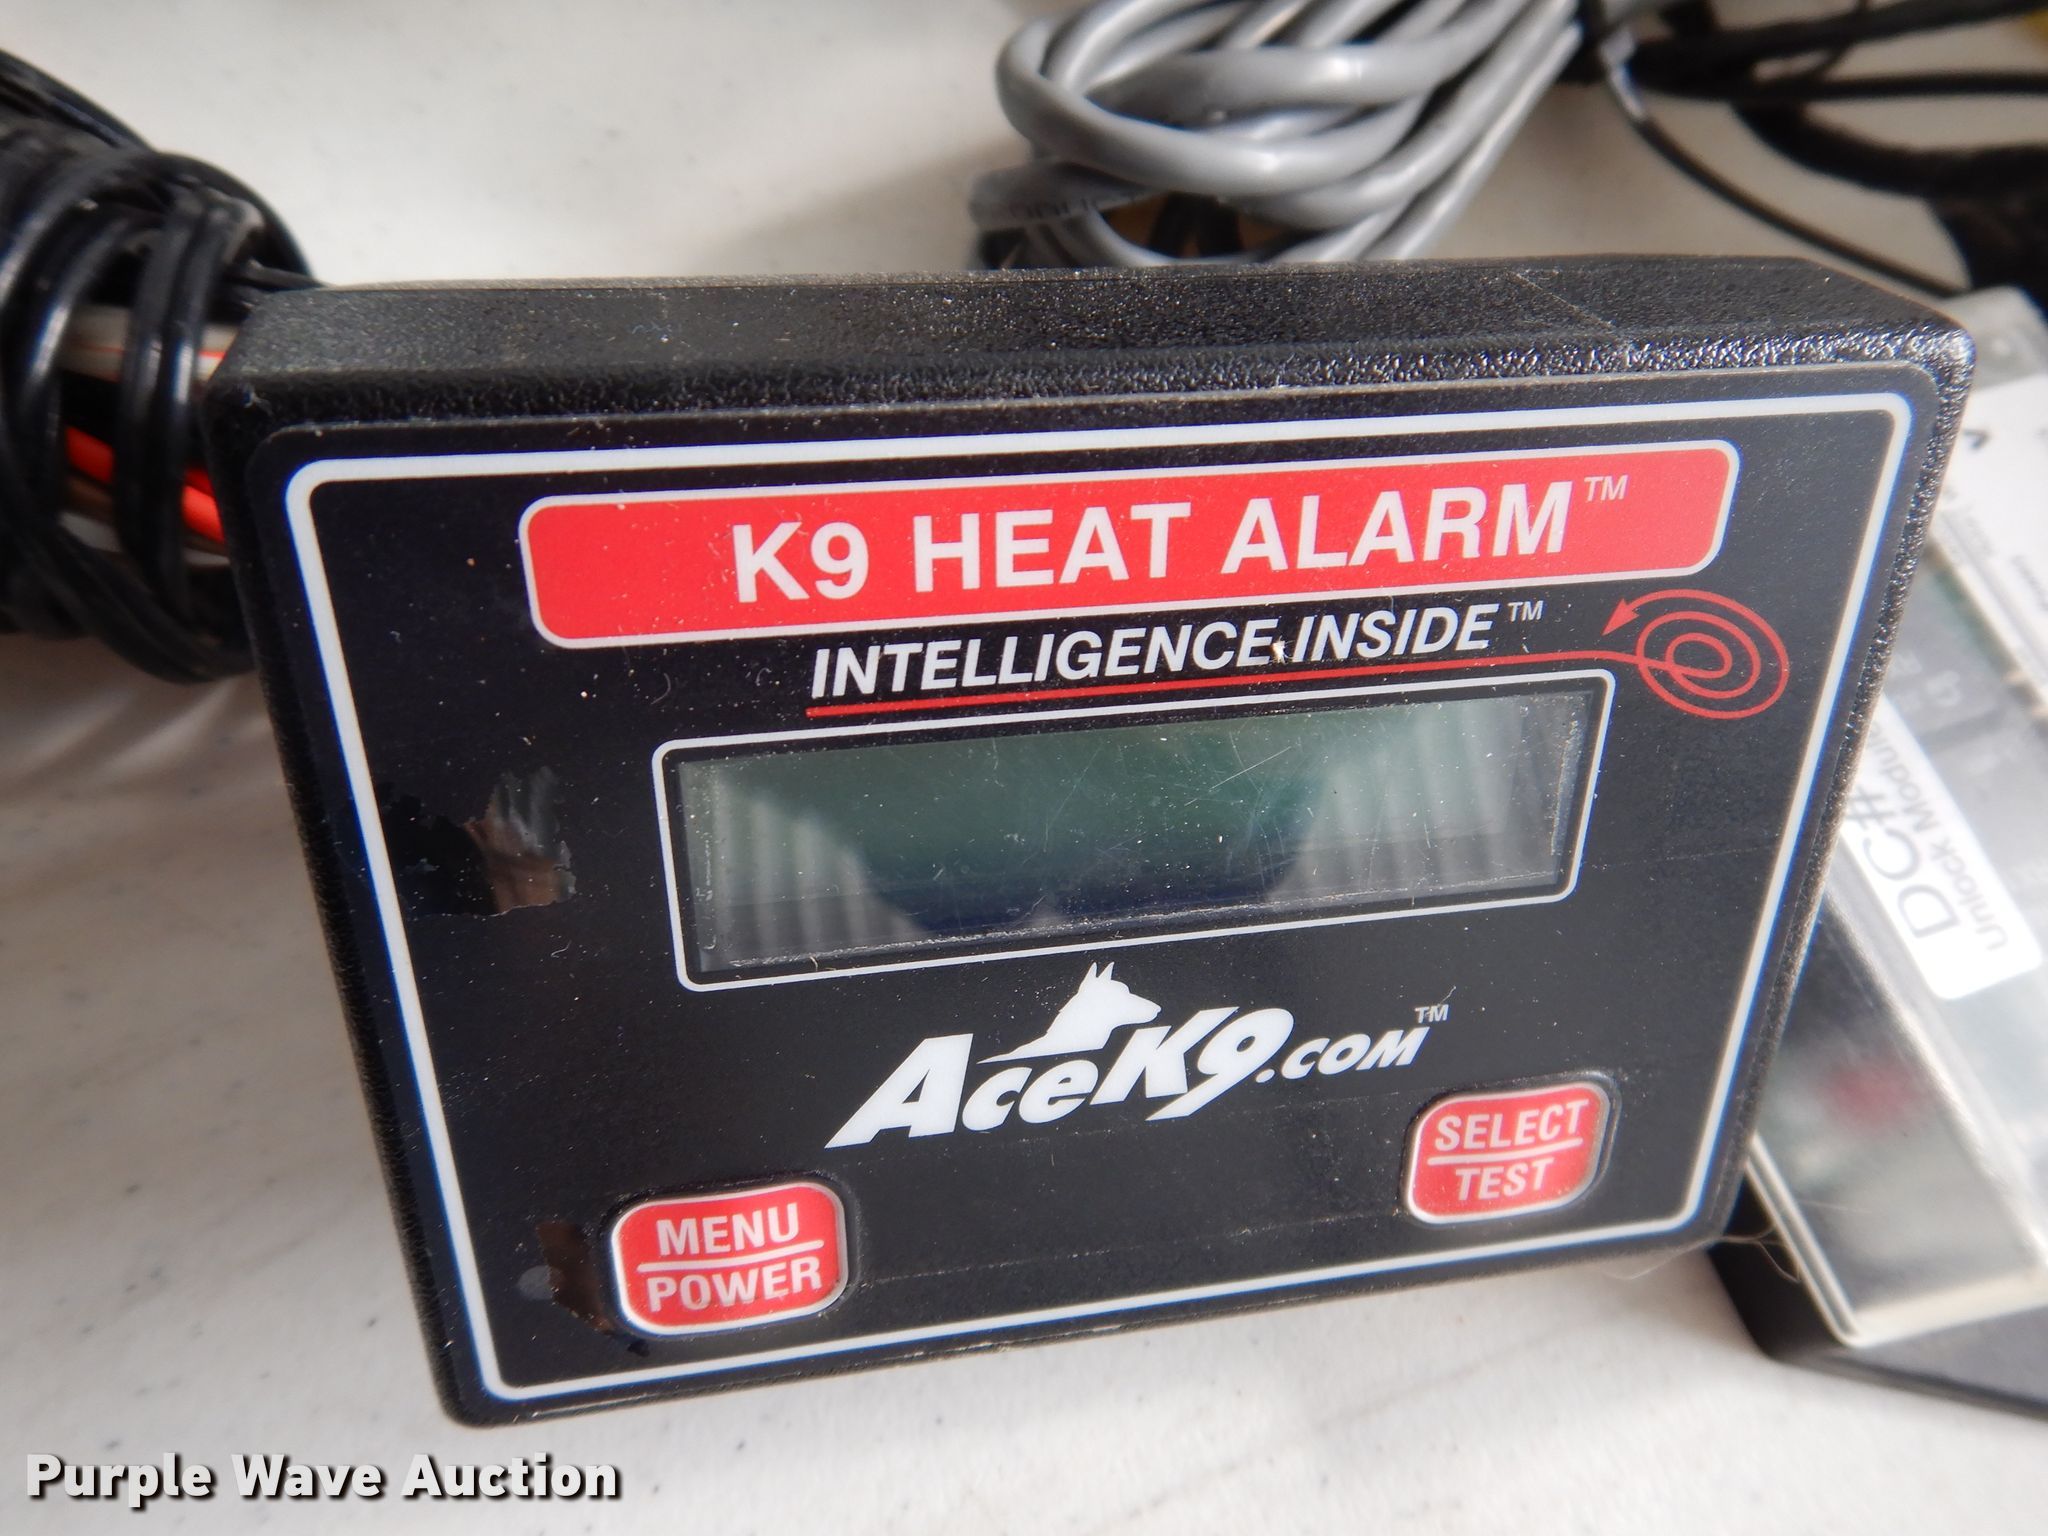 K9 HEAT ALARM™
INTELLIGENCE INSIDE™
AceK9.com™
SELECT
TEST
MENU
POWER
DC#
Unlock Module
Purple Wave Auction